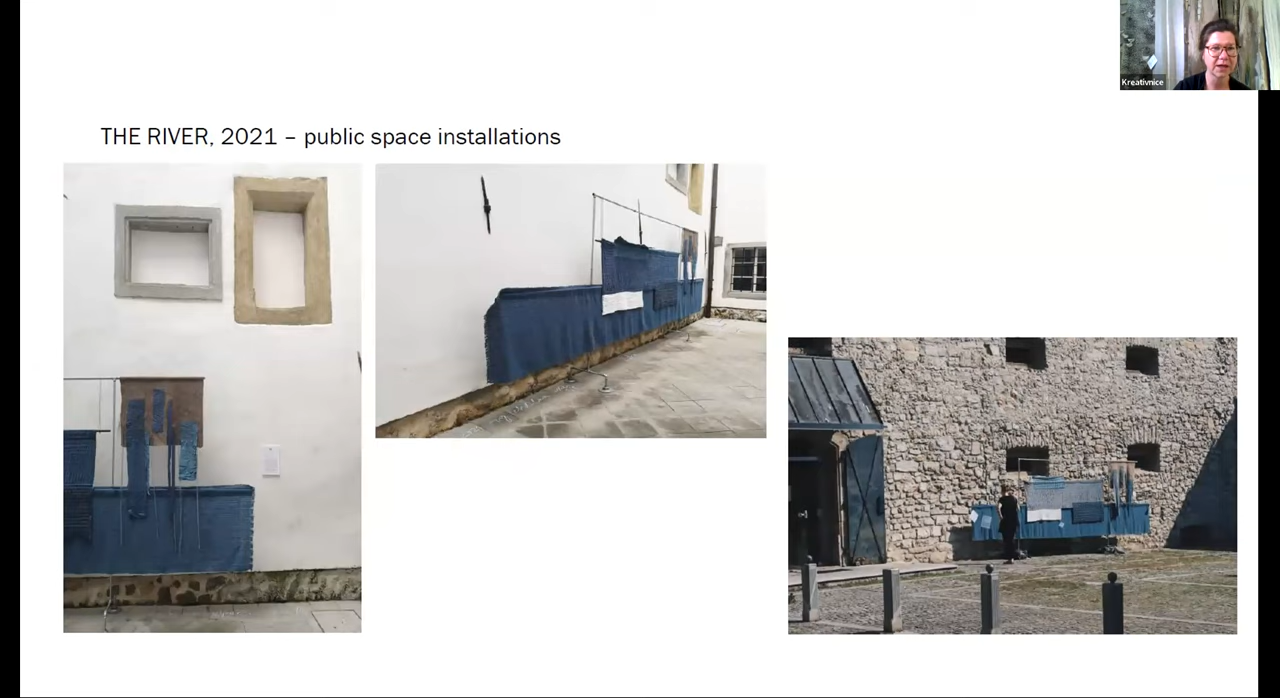 Kreativnice
THE RIVER, 2021 – public space installations